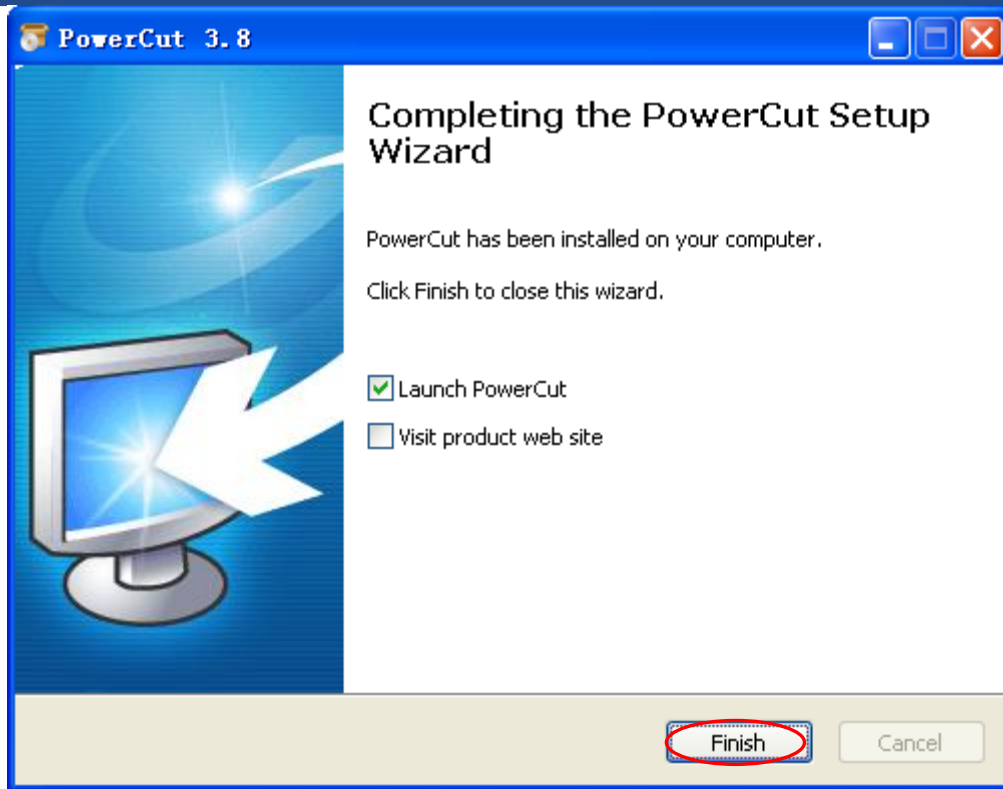 PowerCut 3.8
Completing the PowerCut Setup
Wizard
PowerCut has been installed on your computer.
Click Finish to close this wizard.
Launch PowerCut
Visit product web site
Finish
Cancel